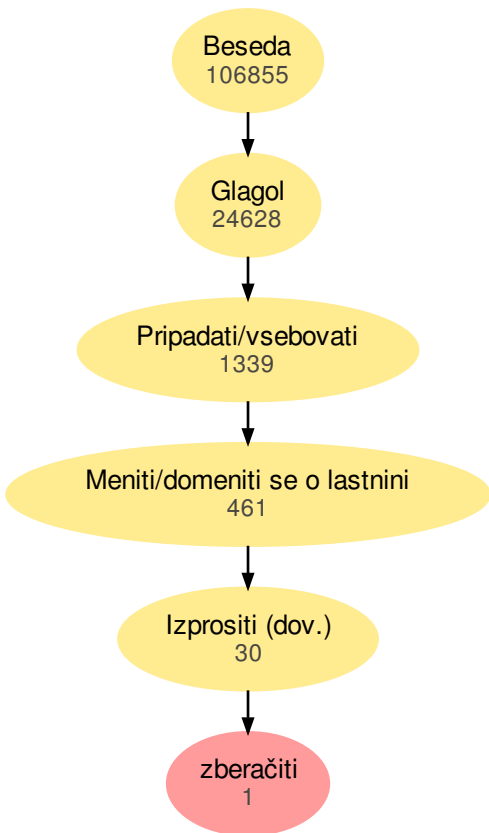 Beseda
106855
Glagol
24628
Pripadati/vsebovati
1339
Meniti/domeniti se o lastnini
461
Izprositi (dov.)
30
zberačiti
1